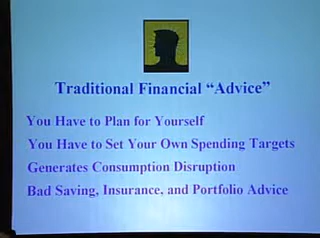 Traditional Financial “Advice”
You Have to Plan for Yourself
You Have to Set Your Own Spending Targets
Generates Consumption Disruption
Bad Saving, Insurance, and Portfolio Advice